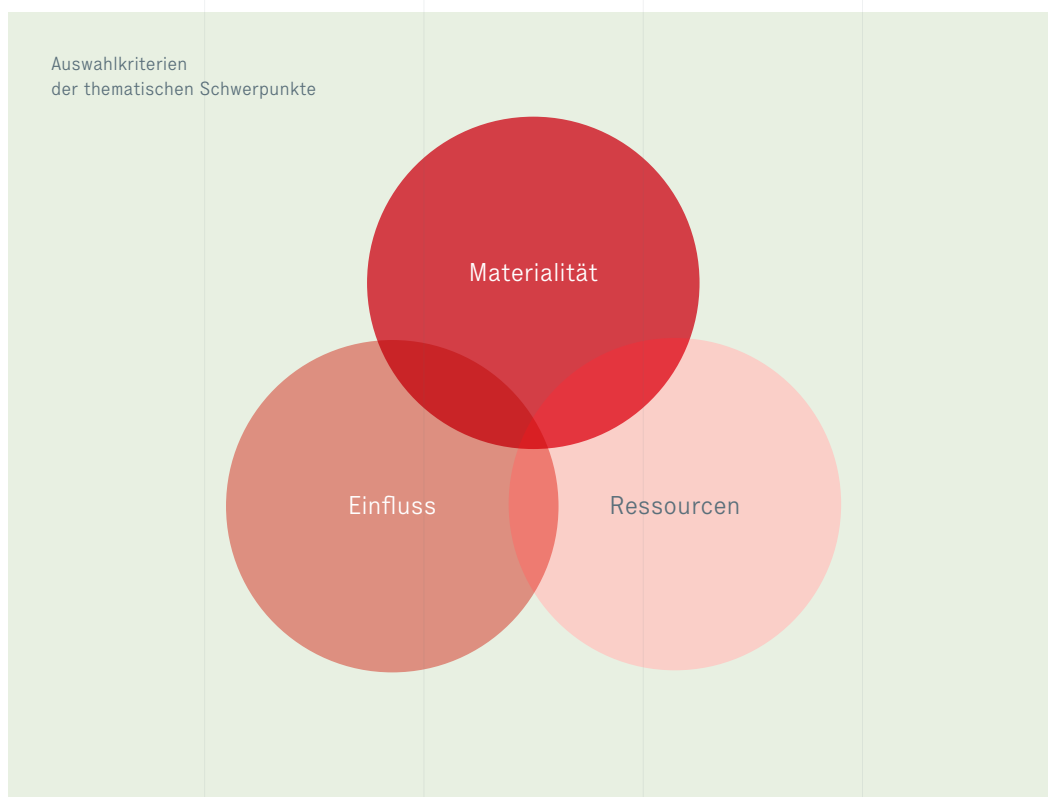 Auswahlkriterien
der thematischen Schwerpunkte
Materialität
Einfluss
Ressourcen